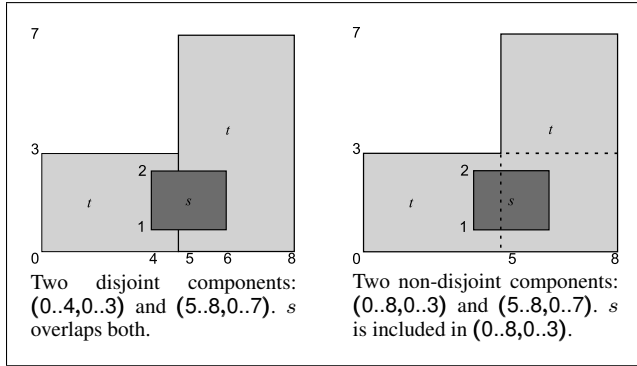 7
t
3
2
t
s
1
0
4
5
6
8
Two disjoint components:
(0..4,0..3) and (5..8,0..7). s
overlaps both.
7
t
3
2
t
s
1
0
5
8
Two non-disjoint components:
(0..8,0..3) and (5..8,0..7). s
is included in (0..8,0..3).